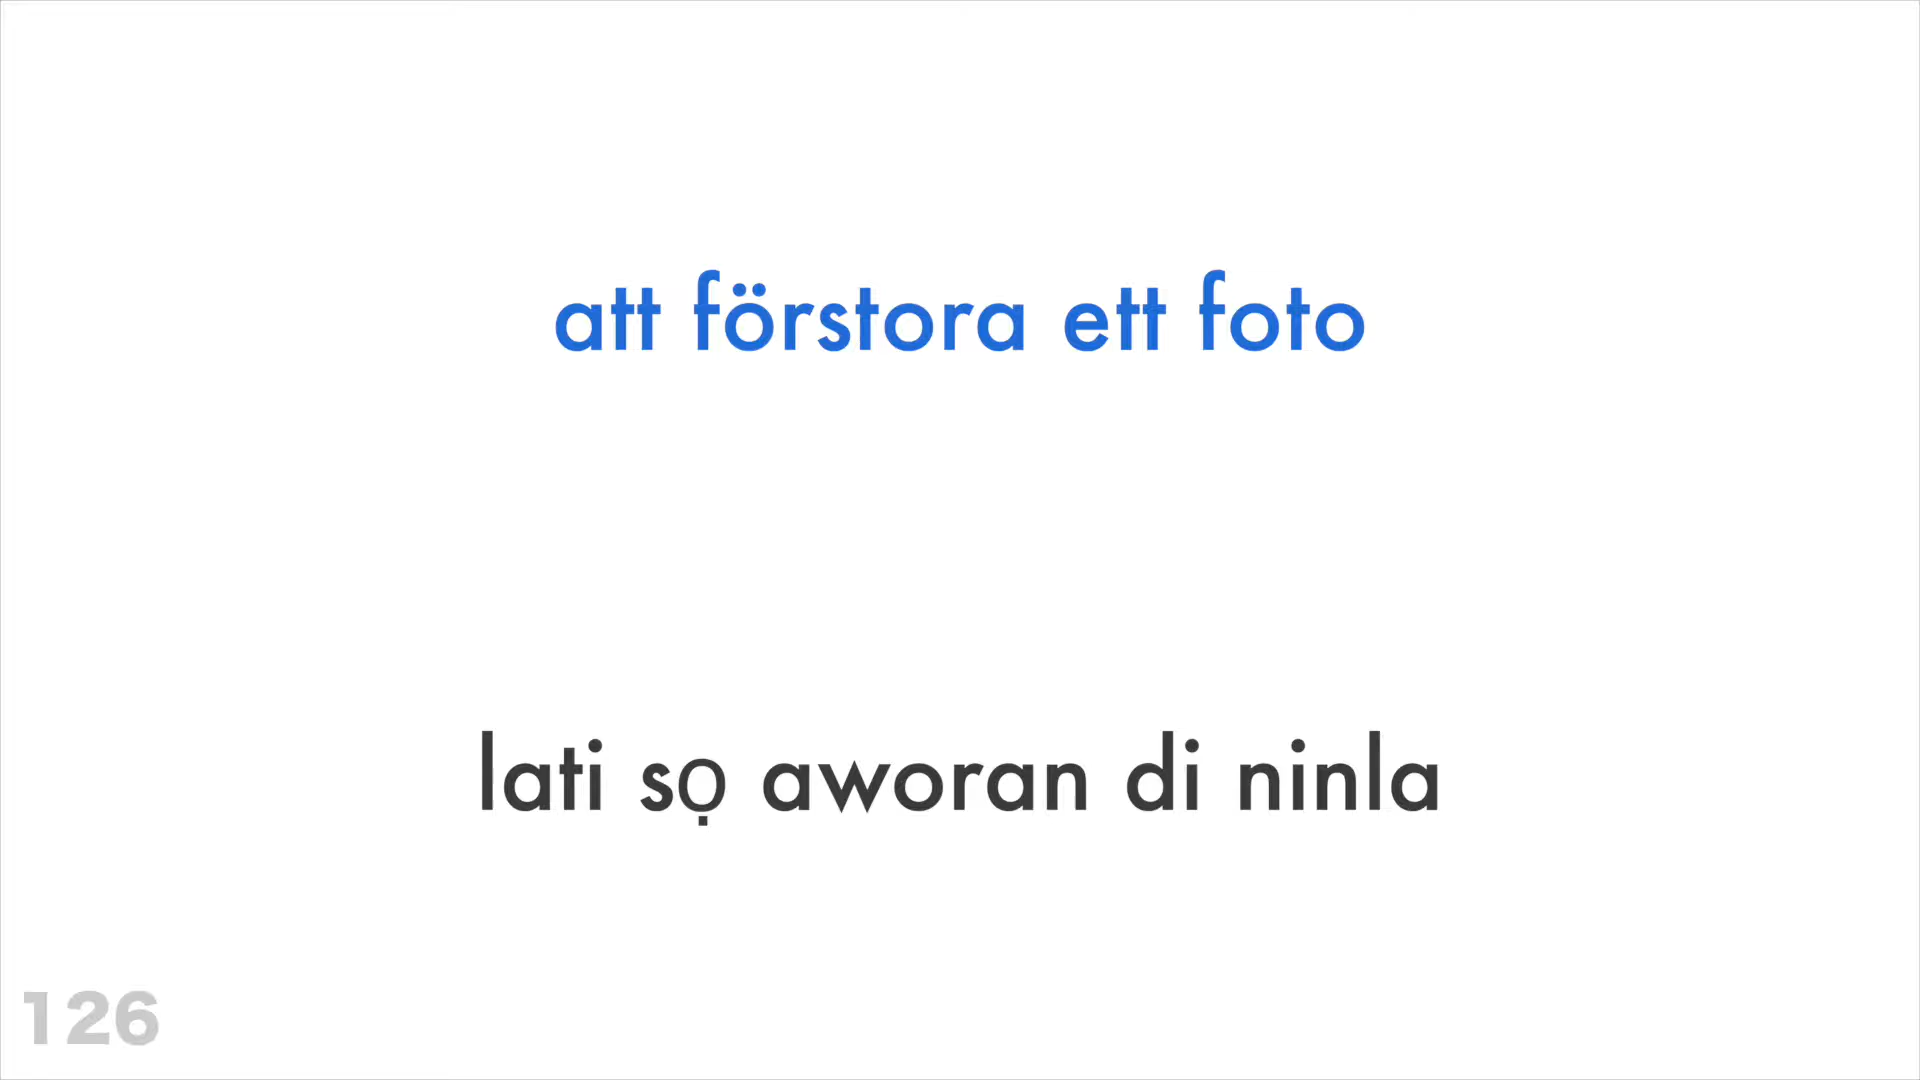 att förstora ett foto
lati sọ aworan di ninla
126